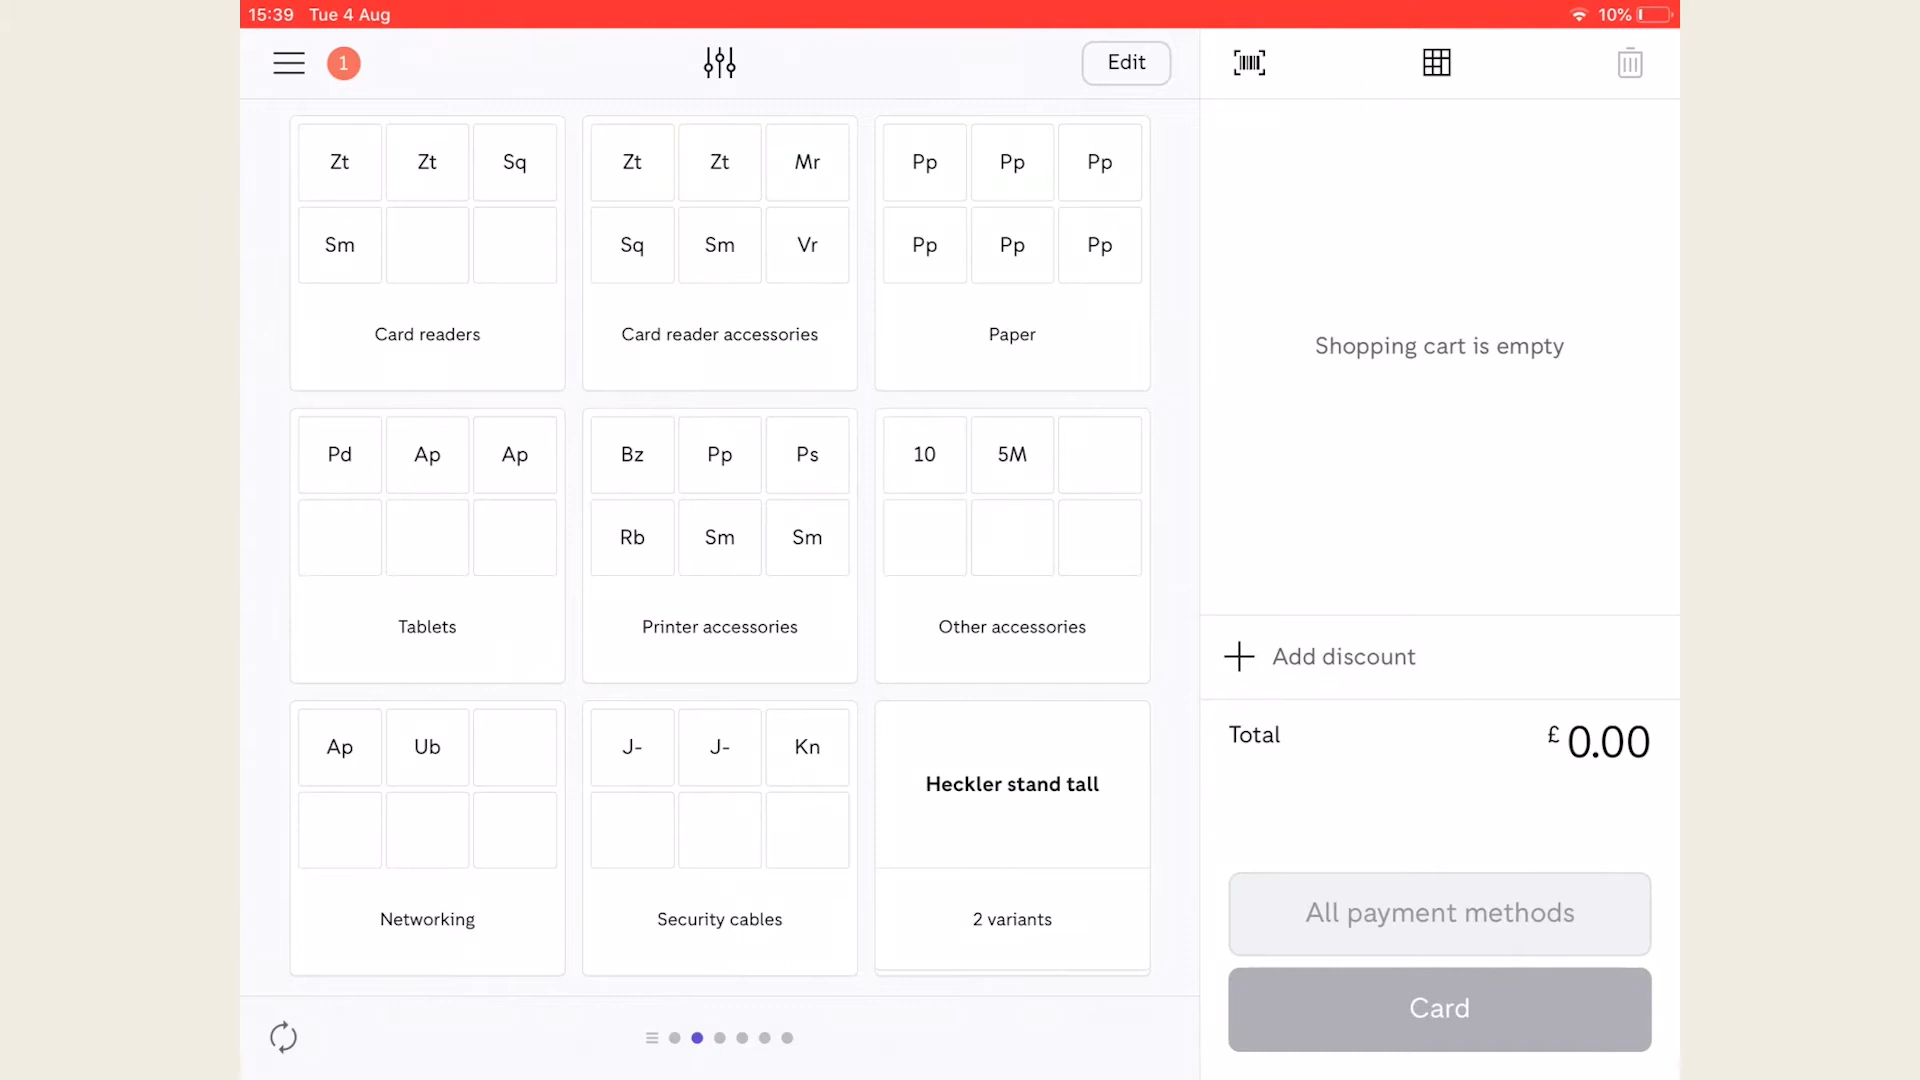 15:39 Tue 4 Aug
10%
1
Edit
Zt Zt Sq
Sm
Card readers
Zt Zt Mr
Sq Sm Vr
Card reader accessories
Pp Pp Pp
Pp Pp Pp
Paper
Pd Ap Ap
Tablets
Bz Pp Ps
Rb Sm Sm
Printer accessories
10 5M
Other accessories
Ap Ub
Networking
J- J- Kn
Security cables
Heckler stand tall
2 variants
Shopping cart is empty
Add discount
Total £0.00
All payment methods
Card